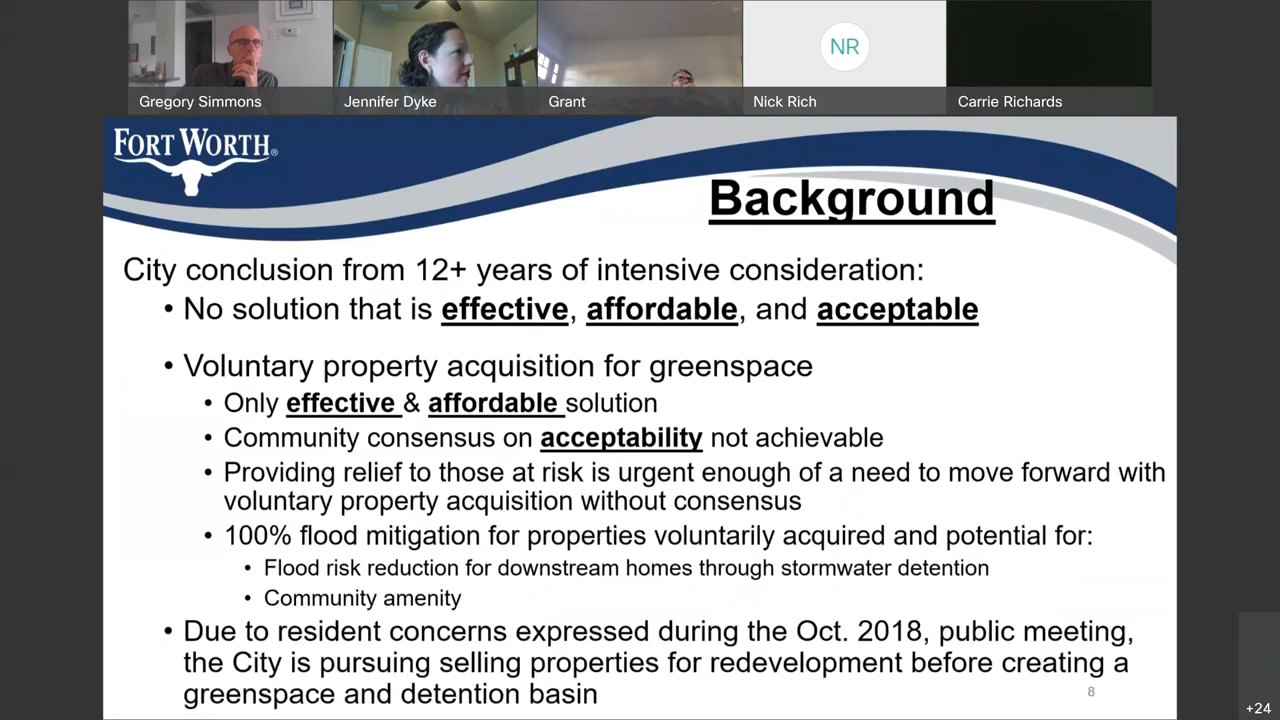 NR
Gregory Simmons
Jennifer Dyke
Grant
Nick Rich
Carrie Richards
FORT WORTH®
Background
City conclusion from 12+ years of intensive consideration:
• No solution that is effective, affordable, and acceptable
• Voluntary property acquisition for greenspace
• Only effective & affordable solution
• Community consensus on acceptability not achievable
• Providing relief to those at risk is urgent enough of a need to move forward with
voluntary property acquisition without consensus
• 100% flood mitigation for properties voluntarily acquired and potential for:
• Flood risk reduction for downstream homes through stormwater detention
• Community amenity
• Due to resident concerns expressed during the Oct. 2018, public meeting,
the City is pursuing selling properties for redevelopment before creating a
greenspace and detention basin
8
+24